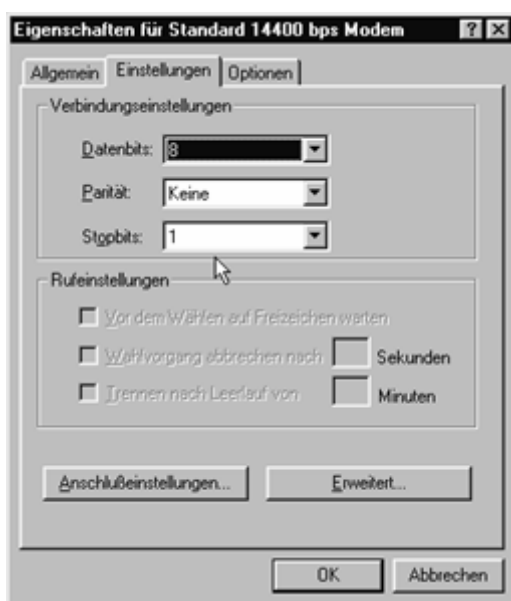 Eigenschaften für Standard 14400 bps Modem
Allgemein Einstellungen Optionen
Verbindungseinstellungen
Datenbits: 8
Parität: Keine
Stopbits: 1
Rufeinstellungen
Vor dem Wählen auf Freizeichen warten
Wahlvorgang abbrechen nach Sekunden
Trennen nach Leerlauf von Minuten
Anschlußeinstellungen... Erweitert...
OK Abbrechen